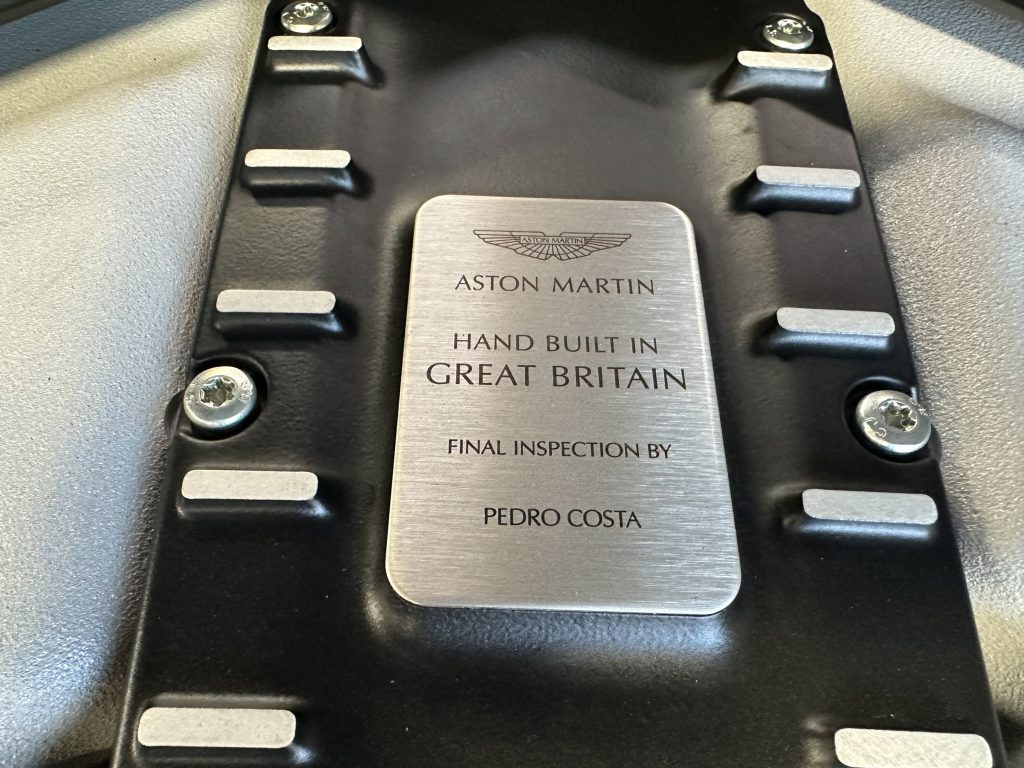 ASTON MARTIN
ASTON MARTIN
HAND BUILT IN
GREAT BRITAIN
FINAL INSPECTION BY
PEDRO COSTA